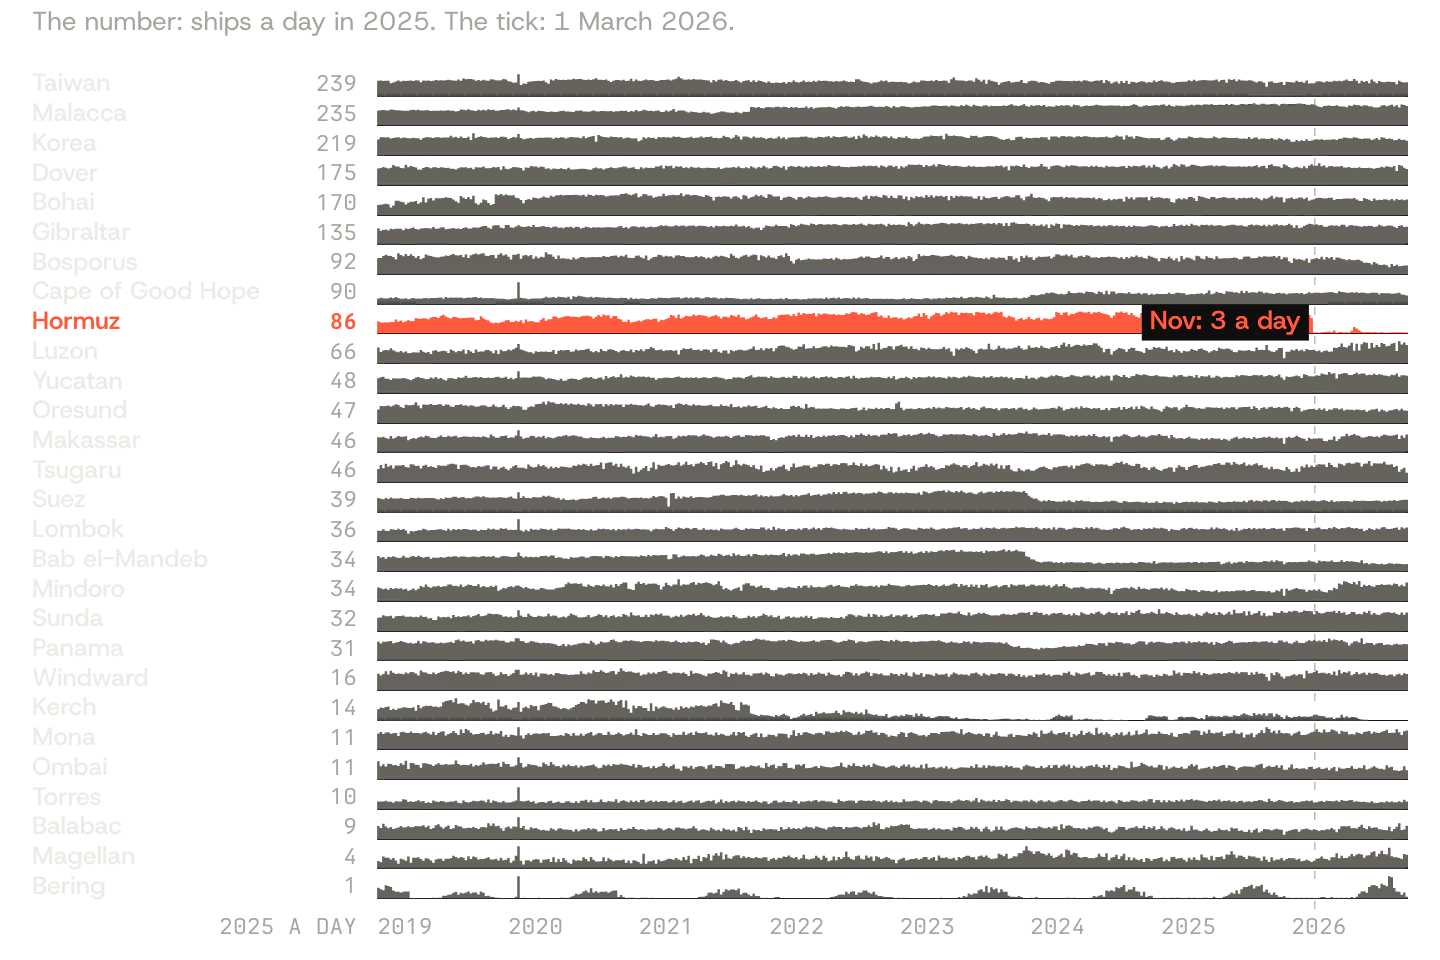 The number: ships a day in 2025. The tick: 1 March 2026.
Taiwan 239
Malacca 235
Korea 219
Dover 175
Bohai 170
Gibraltar 135
Bosporus 92
Cape of Good Hope 90
Hormuz 86 Nov: 3 a day
Luzon 66
Yucatan 48
Oresund 47
Makassar 46
Tsugaru 46
Suez 39
Lombok 36
Bab el-Mandeb 34
Mindoro 34
Sunda 32
Panama 31
Windward 16
Kerch 14
Mona 11
Ombai 11
Torres 10
Balabac 9
Magellan 4
Bering 1
2025 A DAY 2019 2020 2021 2022 2023 2024 2025 2026